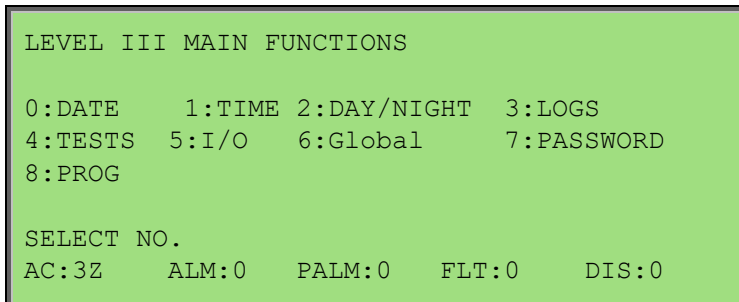 LEVEL III MAIN FUNCTIONS
0:DATE 1:TIME 2:DAY/NIGHT 3:LOGS
4:TESTS 5:I/O 6:Global 7:PASSWORD
8:PROG
SELECT NO.
AC:3Z ALM:0 PALM:0 FLT:0 DIS:0